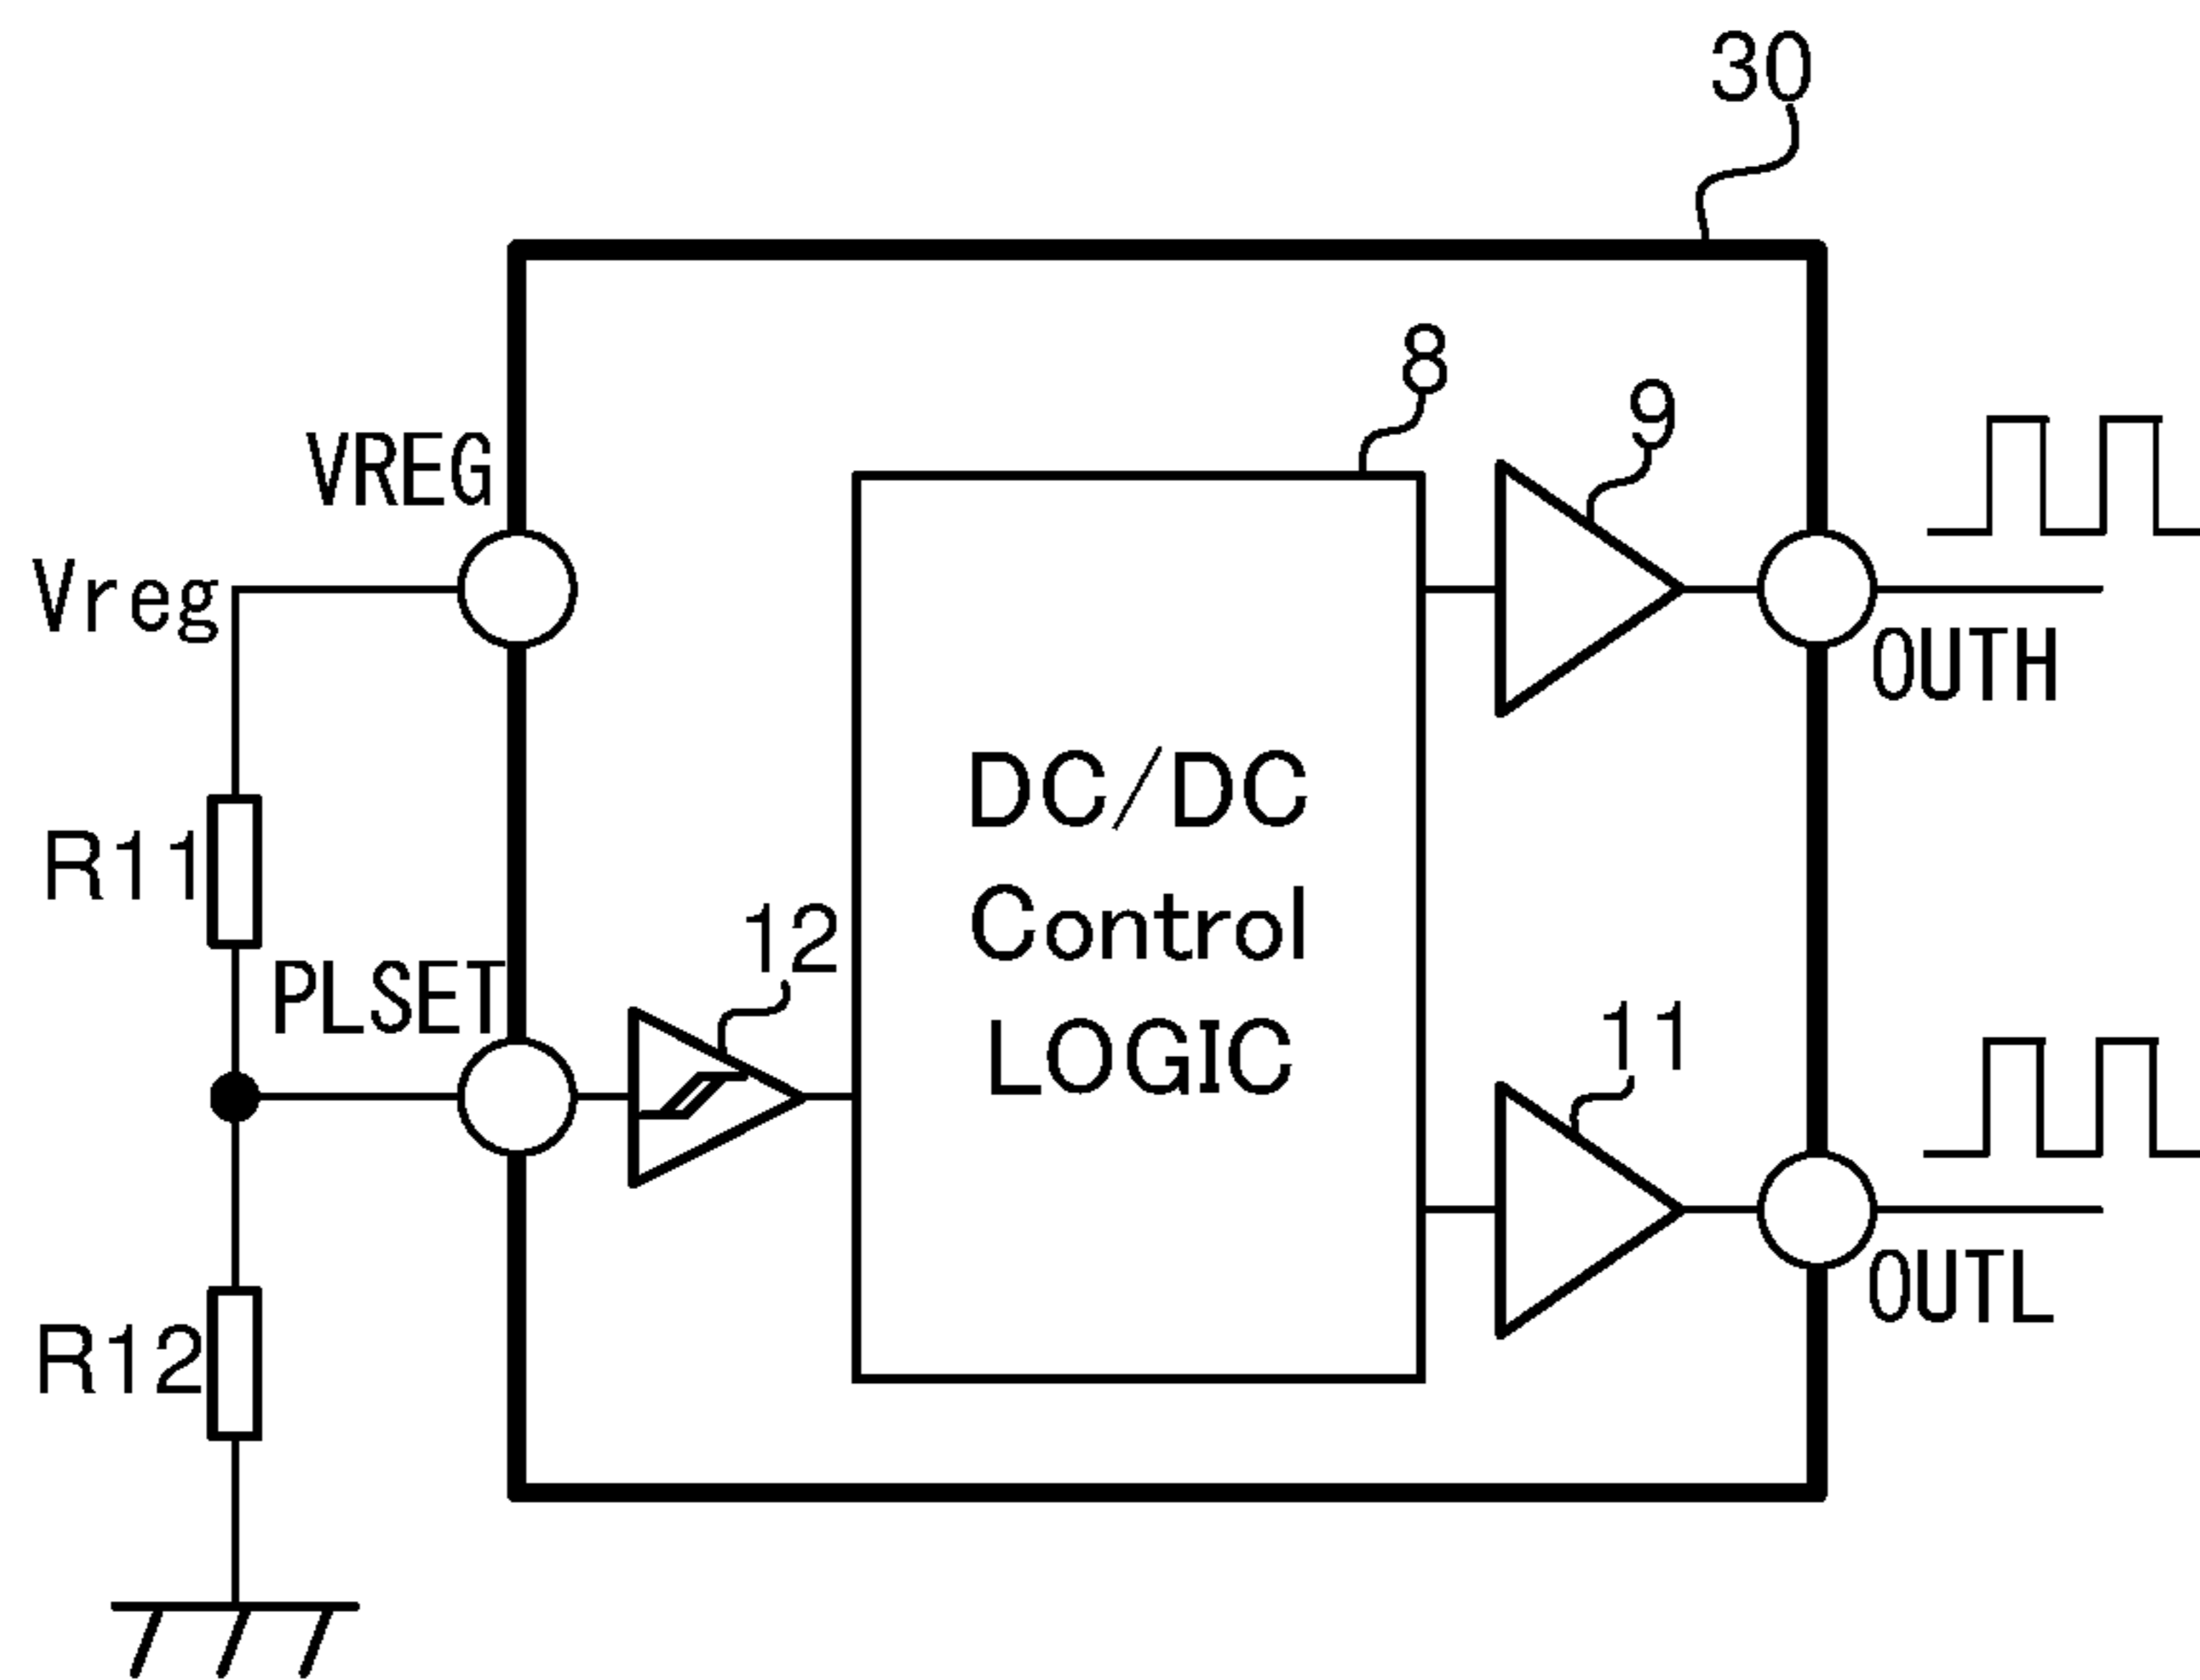 30
8
9
VREG
Vreg
OUTH
DC/DC
Control
LOGIC
R11
12
PLSET
11
OUTL
R12